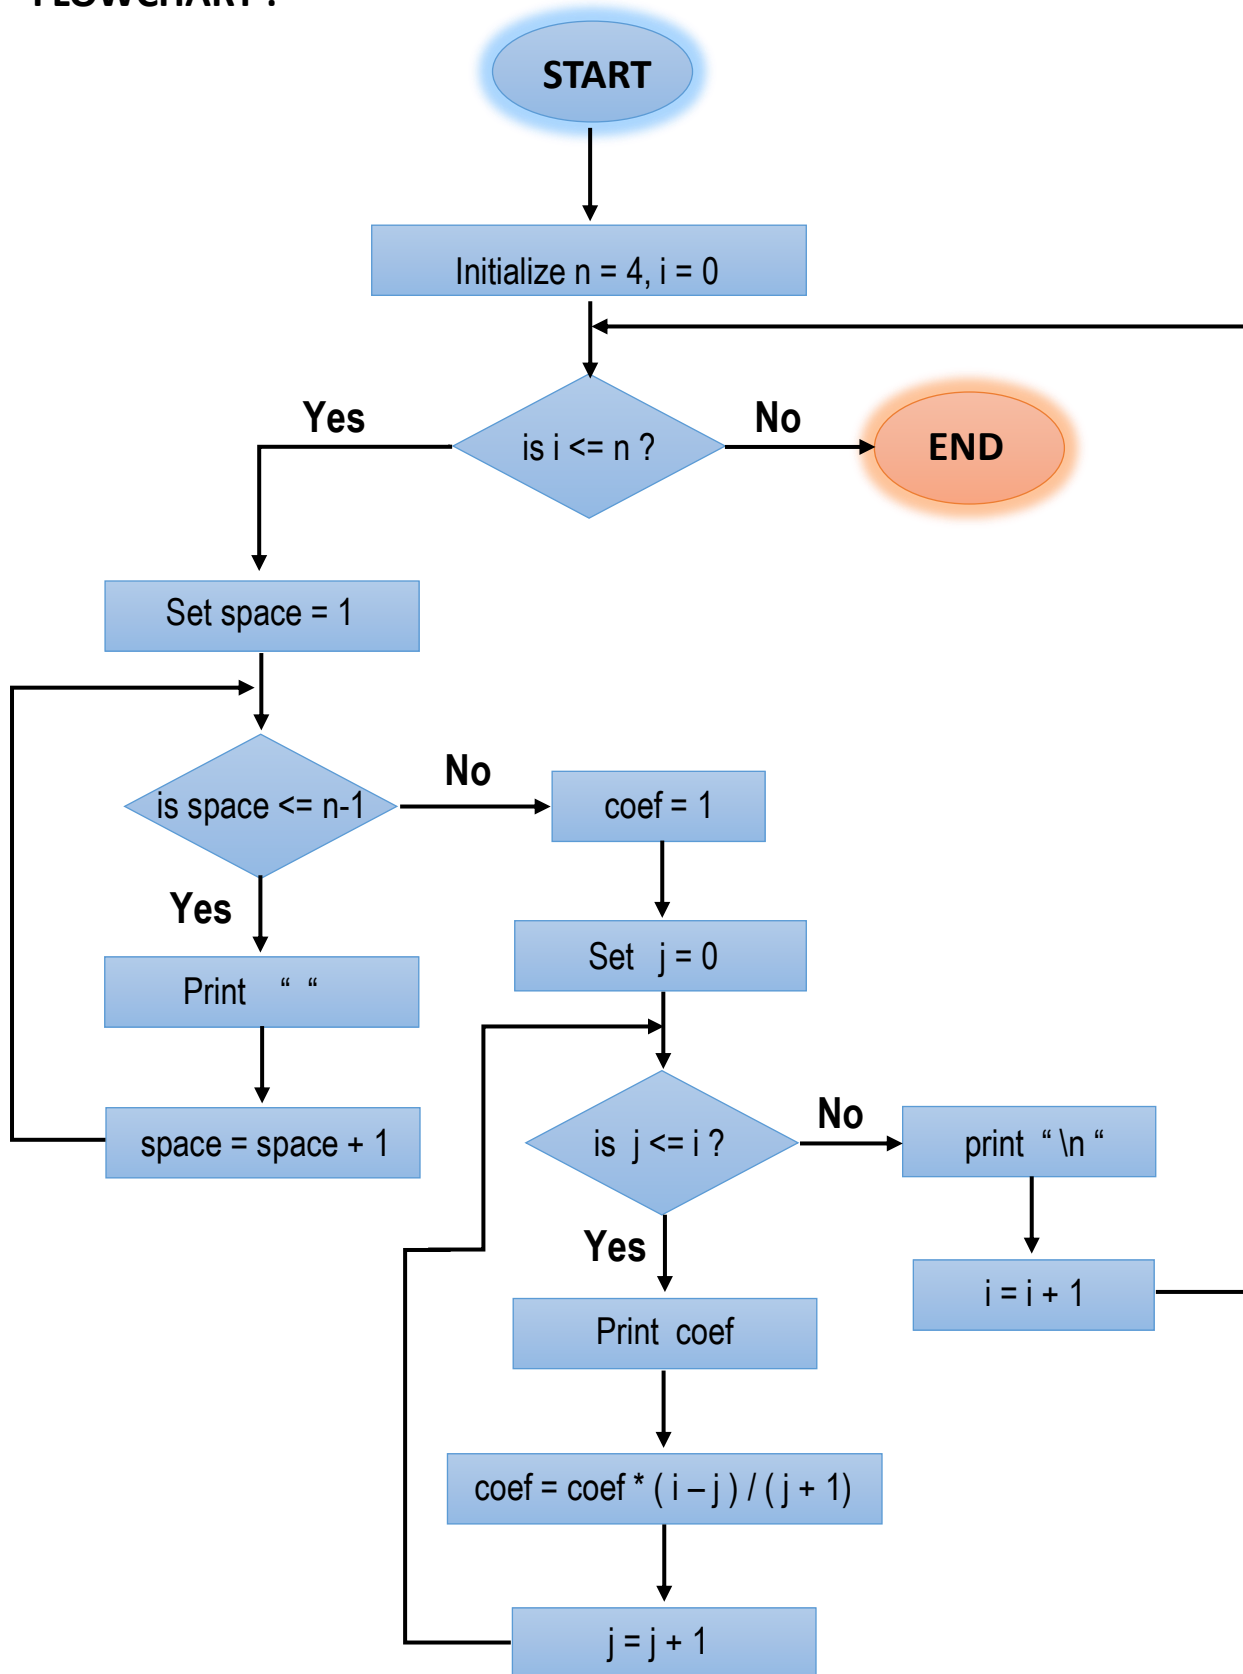 FLOWCHART :
START
Initialize n = 4, i = 0
Yes
is i <= n ?
No
END
Set space = 1
is space <= n-1
No
coef = 1
Yes
Set j = 0
Print “ “
space = space + 1
is j <= i ?
No
print “ \n “
Yes
i = i + 1
Print coef
coef = coef * ( i – j ) / ( j + 1)
j = j + 1